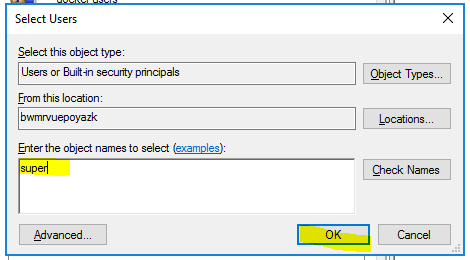 docker users
Select Users
Select this object type:
Users or Built-in security principals
Object Types...
From this location:
bwmrvuepoyazk
Locations...
Enter the object names to select (examples):
super
Check Names
Advanced...
OK
Cancel